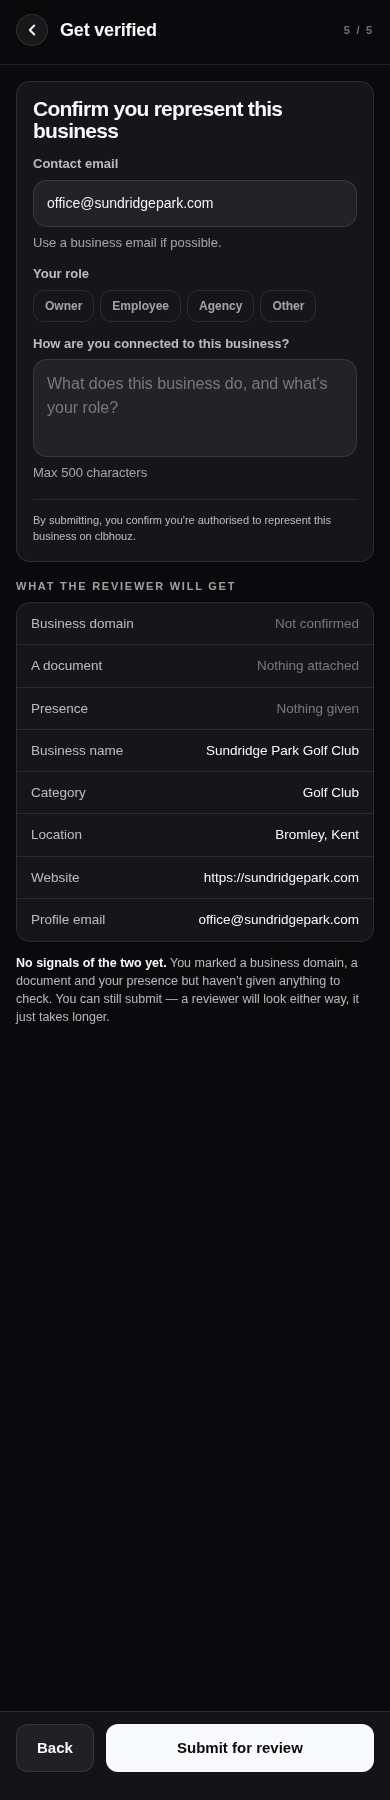 Get verified
5 / 5
Confirm you represent this
business
Contact email
office@sundridgepark.com
Use a business email if possible.
Your role
Owner Employee Agency Other
How are you connected to this business?
What does this business do, and what's
your role?
Max 500 characters
By submitting, you confirm you're authorised to represent this
business on clbhouz.
WHAT THE REVIEWER WILL GET
Business domain Not confirmed
A document Nothing attached
Presence Nothing given
Business name Sundridge Park Golf Club
Category Golf Club
Location Bromley, Kent
Website https://sundridgepark.com
Profile email office@sundridgepark.com
No signals of the two yet. You marked a business domain, a
document and your presence but haven't given anything to
check. You can still submit — a reviewer will look either way, it
just takes longer.
Back Submit for review